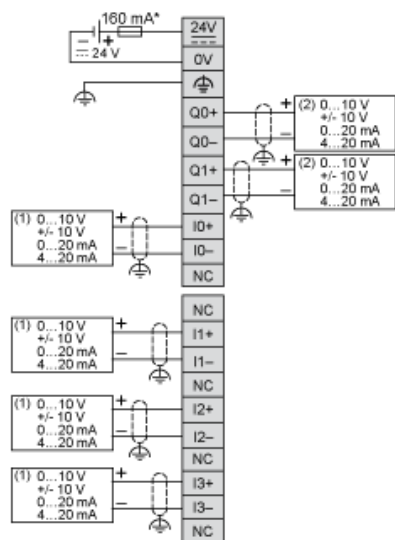 160 mA*
24V
– +
24 V
0V
Q0+
Q0–
Q1+
Q1–
I0+
I0–
NC
+ (2) 0...10 V
+/- 10 V
– 0...20 mA
4...20 mA
+ (2) 0...10 V
+/- 10 V
– 0...20 mA
4...20 mA
(1) 0...10 V +
+/- 10 V
0...20 mA –
4...20 mA
NC
I1+
I1–
NC
I2+
I2–
NC
I3+
I3–
NC
(1) 0...10 V +
+/- 10 V
0...20 mA –
4...20 mA
(1) 0...10 V +
+/- 10 V
0...20 mA –
4...20 mA
(1) 0...10 V +
+/- 10 V
0...20 mA –
4...20 mA